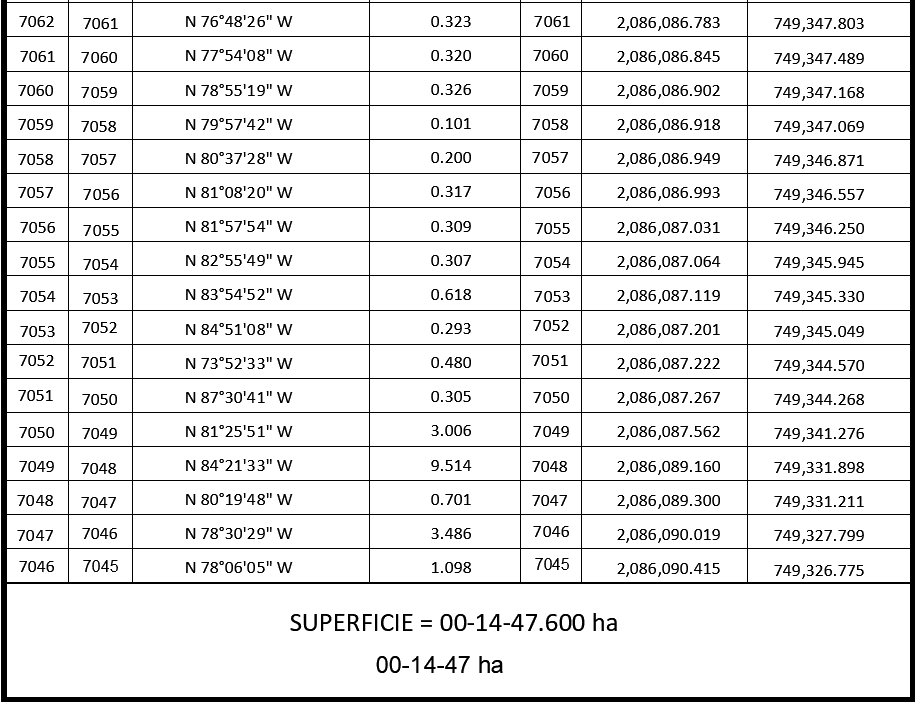 7062 7061 N 76°48'26" W 0.323 7061 2,086,086.783 749,347.803
7061 7060 N 77°54'08" W 0.320 7060 2,086,086.845 749,347.489
7060 7059 N 78°55'19" W 0.326 7059 2,086,086.902 749,347.168
7059 7058 N 79°57'42" W 0.101 7058 2,086,086.918 749,347.069
7058 7057 N 80°37'28" W 0.200 7057 2,086,086.949 749,346.871
7057 7056 N 81°08'20" W 0.317 7056 2,086,086.993 749,346.557
7056 7055 N 81°57'54" W 0.309 7055 2,086,087.031 749,346.250
7055 7054 N 82°55'49" W 0.307 7054 2,086,087.064 749,345.945
7054 7053 N 83°54'52" W 0.618 7053 2,086,087.119 749,345.330
7053 7052 N 84°51'08" W 0.293 7052 2,086,087.201 749,345.049
7052 7051 N 73°52'33" W 0.480 7051 2,086,087.222 749,344.570
7051 7050 N 87°30'41" W 0.305 7050 2,086,087.267 749,344.268
7050 7049 N 81°25'51" W 3.006 7049 2,086,087.562 749,341.276
7049 7048 N 84°21'33" W 9.514 7048 2,086,089.160 749,331.898
7048 7047 N 80°19'48" W 0.701 7047 2,086,089.300 749,331.211
7047 7046 N 78°30'29" W 3.486 7046 2,086,090.019 749,327.799
7046 7045 N 78°06'05" W 1.098 7045 2,086,090.415 749,326.775
SUPERFICIE = 00-14-47.600 ha
00-14-47 ha